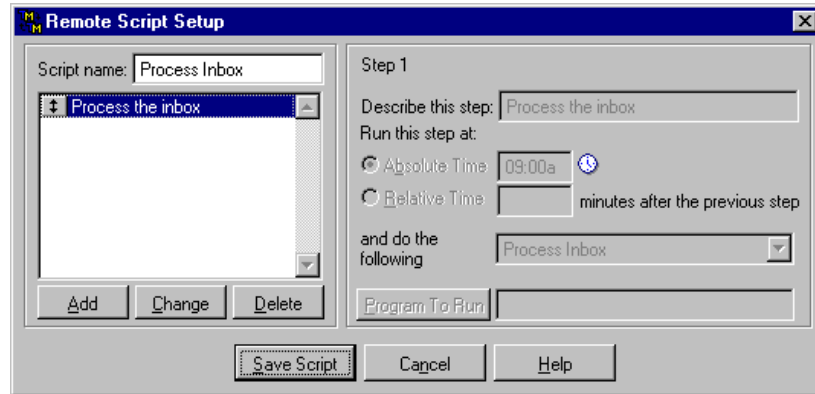 Remote Script Setup
Script name: Process Inbox
Process the inbox
Add Change Delete
Step 1
Describe this step: Process the inbox
Run this step at:
Absolute Time 09:00a
Relative Time minutes after the previous step
and do the
following Process Inbox
Program To Run
Save Script Cancel Help